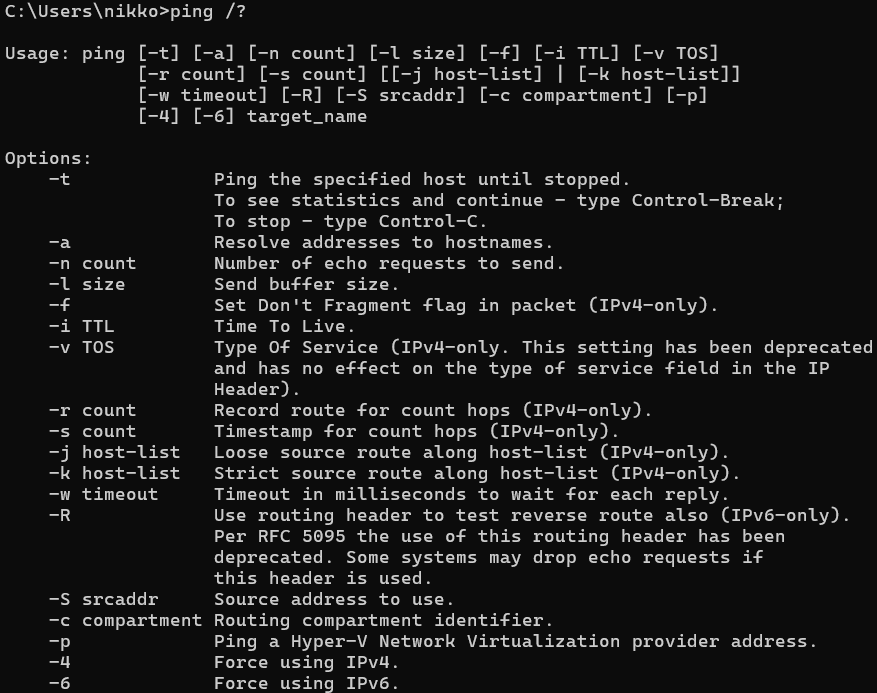 C:\Users\nikko>ping /?
Usage: ping [-t] [-a] [-n count] [-l size] [-f] [-i TTL] [-v TOS]
            [-r count] [-s count] [[-j host-list] | [-k host-list]]
            [-w timeout] [-R] [-S srcaddr] [-c compartment] [-p]
            [-4] [-6] target_name
Options:
    -t             Ping the specified host until stopped.
                   To see statistics and continue - type Control-Break;
                   To stop - type Control-C.
    -a             Resolve addresses to hostnames.
    -n count       Number of echo requests to send.
    -l size        Send buffer size.
    -f             Set Don't Fragment flag in packet (IPv4-only).
    -i TTL         Time To Live.
    -v TOS         Type Of Service (IPv4-only. This setting has been deprecated
                   and has no effect on the type of service field in the IP
                   Header).
    -r count       Record route for count hops (IPv4-only).
    -s count       Timestamp for count hops (IPv4-only).
    -j host-list   Loose source route along host-list (IPv4-only).
    -k host-list   Strict source route along host-list (IPv4-only).
    -w timeout     Timeout in milliseconds to wait for each reply.
    -R             Use routing header to test reverse route also (IPv6-only).
                   Per RFC 5095 the use of this routing header has been
                   deprecated. Some systems may drop echo requests if
                   this header is used.
    -S srcaddr     Source address to use.
    -c compartment Routing compartment identifier.
    -p             Ping a Hyper-V Network Virtualization provider address.
    -4             Force using IPv4.
    -6             Force using IPv6.